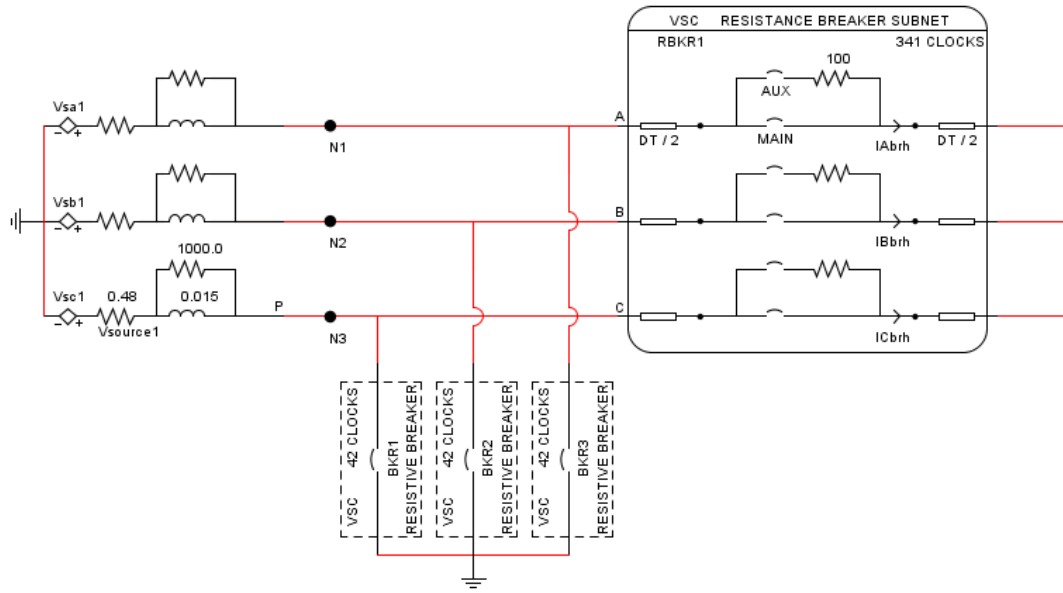 VSC RESISTANCE BREAKER SUBNET
RBKR1 341 CLOCKS
100
AUX
Vsa1
- +
A
MAIN
DT / 2
IAbrh
DT / 2
N1
Vsb1
- +
B
IBbrh
N2
1000.0
Vsc1
0.48
0.015
P
- +
Vsource1
C
ICbrh
N3
VSC 42 CLOCKS
BKR1
RESISTIVE BREAKER
VSC 42 CLOCKS
BKR2
RESISTIVE BREAKER
VSC 42 CLOCKS
BKR3
RESISTIVE BREAKER